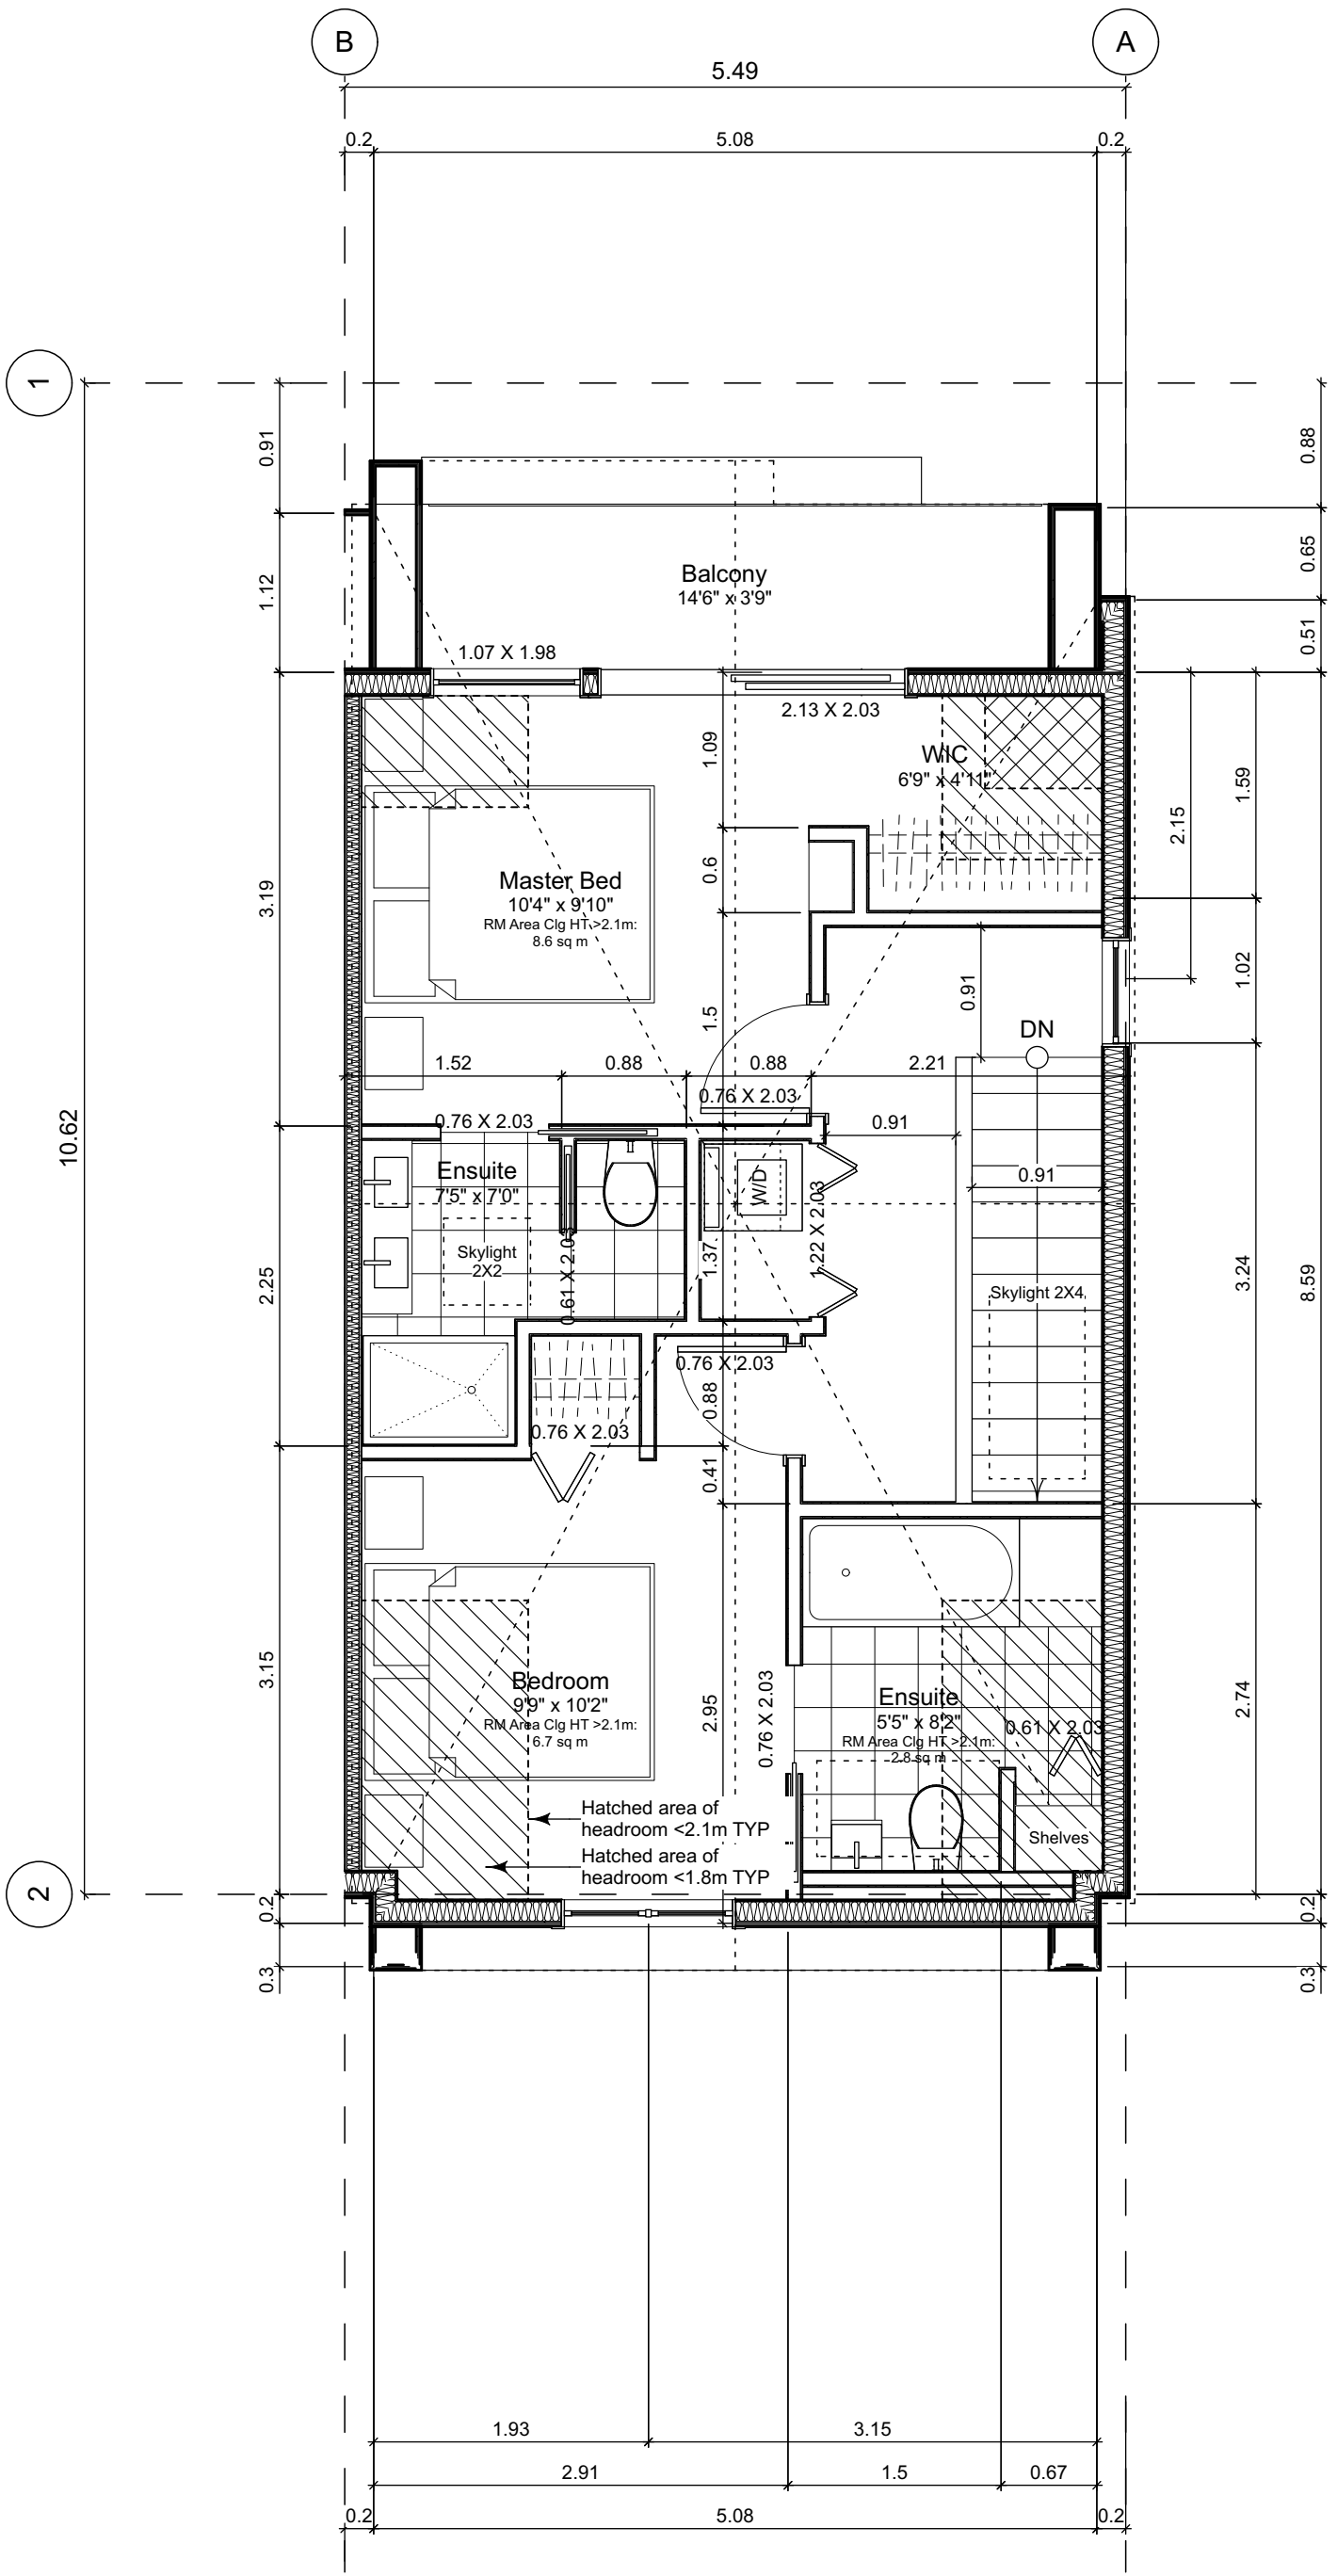 B
A
5.49
0.2
5.08
0.2
1
0.91
0.88
1.12
0.65
0.51
Balcony
14'6" x 3'9"
1.07 X 1.98
2.13 X 2.03
1.09
WIC
6'9" x 4'11"
1.59
2.15
3.19
0.6
Master Bed
10'4" x 9'10"
RM Area Clg HT >2.1m:
8.6 sq m
1.5
0.91
1.02
DN
1.52
0.88
0.88
2.21
0.76 X 2.03
0.76 X 2.03
0.91
10.62
Ensuite
7'5" x 7'0"
W/D
0.91
Skylight
2X2
0.61 X 2.03
1.37
1.22 X 2.03
2.25
Skylight 2X4
3.24
8.59
0.76 X 2.03
0.88
0.76 X 2.03
0.41
3.15
Bedroom
9'9" x 10'2"
RM Area Clg HT >2.1m:
6.7 sq m
2.95
0.76 X 2.03
Ensuite
5'5" x 8'2"
RM Area Clg HT >2.1m:
2.8 sq m
0.61 X 2.03
2.74
Hatched area of
headroom <2.1m TYP
Shelves
Hatched area of
headroom <1.8m TYP
2
0.2
0.2
0.3
0.3
1.93
3.15
2.91
1.5
0.67
0.2
5.08
0.2